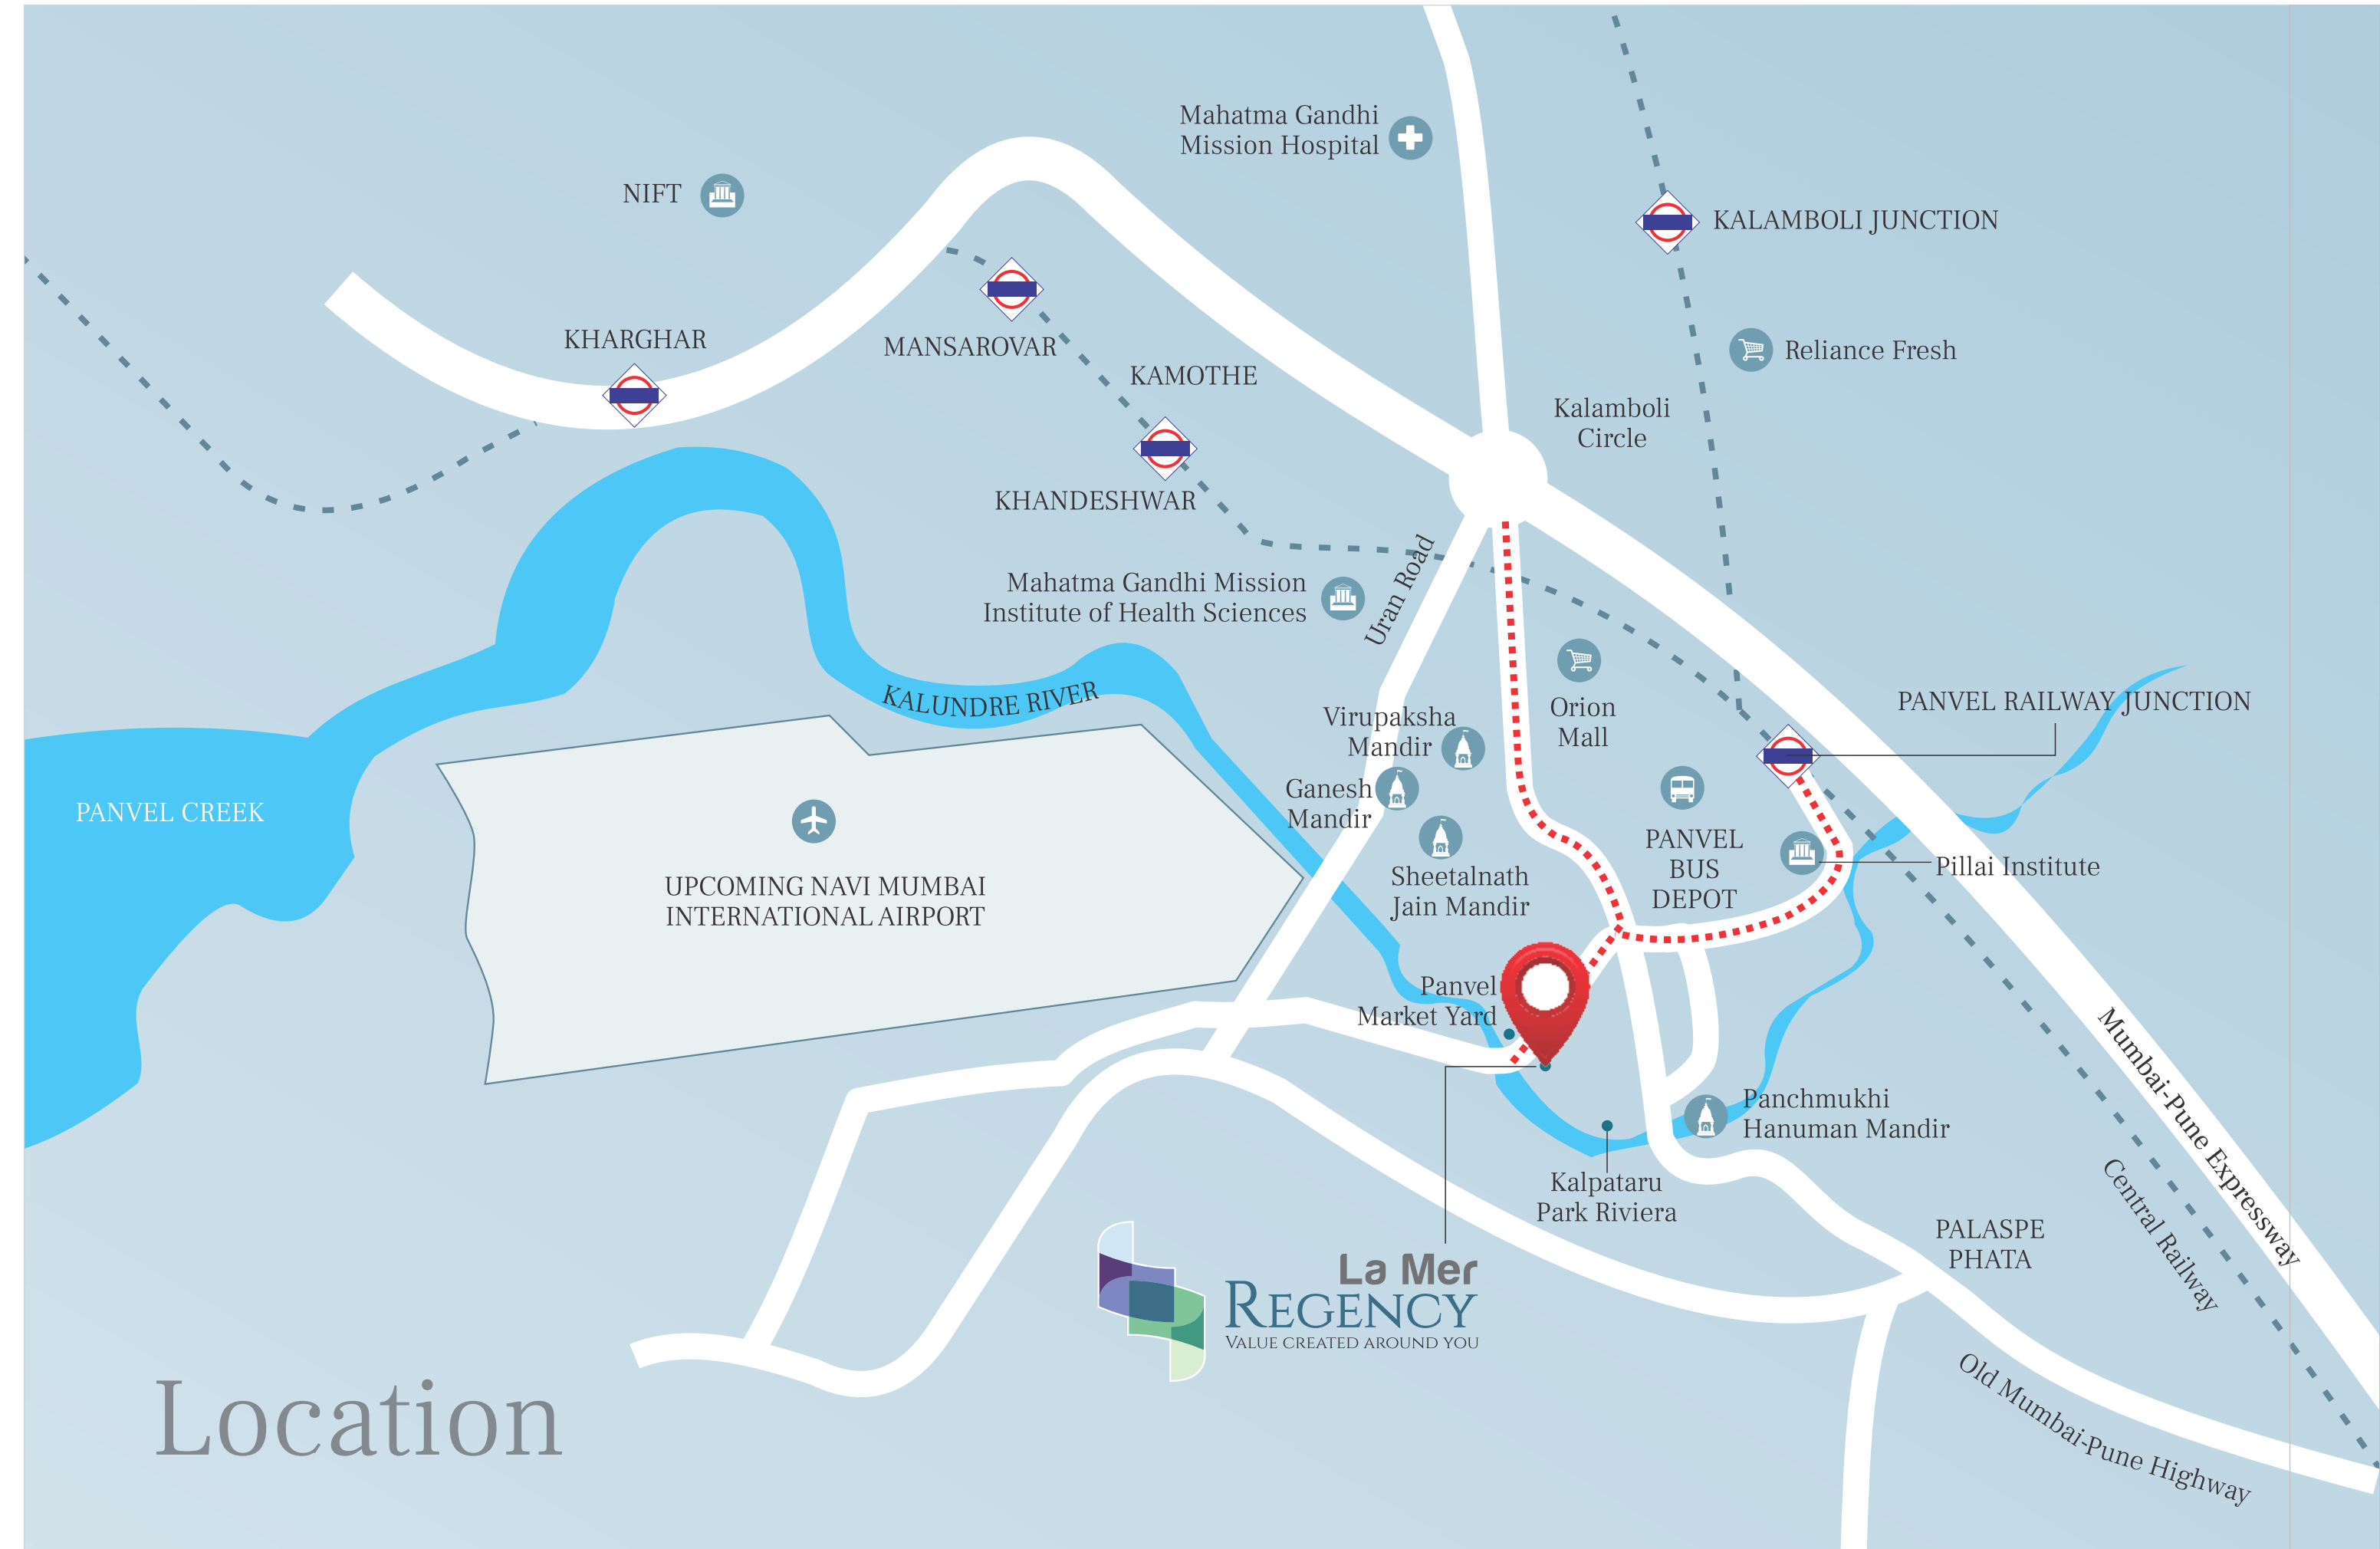 Mahatma Gandhi
Mission Hospital
NIFT
KALAMBOLI JUNCTION
KHARGHAR
MANSAROVAR
KAMOTHE
Reliance Fresh
Kalamboli
Circle
KHANDESHWAR
Uran Road
Mahatma Gandhi Mission
Institute of Health Sciences
KALUNDRE RIVER
Virupaksha
Mandir
Orion
Mall
PANVEL RAILWAY JUNCTION
Ganesh
Mandir
PANVEL CREEK
PANVEL
BUS
DEPOT
Pillai Institute
Sheetalnath
Jain Mandir
UPCOMING NAVI MUMBAI
INTERNATIONAL AIRPORT
Panvel
Market Yard
Mumbai-Pune Expressway
Panchmukhi
Hanuman Mandir
Kalpataru
Park Riviera
Central Railway
PALASPE
PHATA
La Mer
REGENCY
VALUE CREATED AROUND YOU
Old Mumbai-Pune Highway
Location